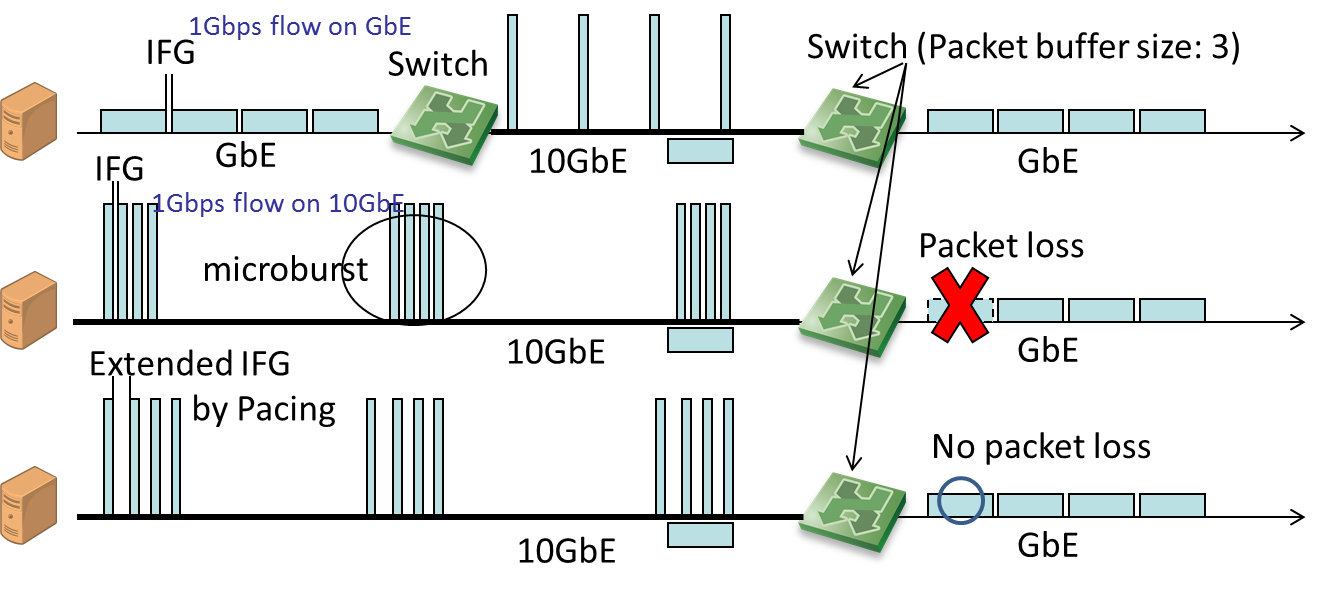 1Gbps flow on GbE
IFG
Switch
Switch (Packet buffer size: 3)
GbE
10GbE
GbE
IFG
1Gbps flow on 10GbE
microburst
Packet loss
10GbE
GbE
Extended IFG
by Pacing
No packet loss
10GbE
GbE